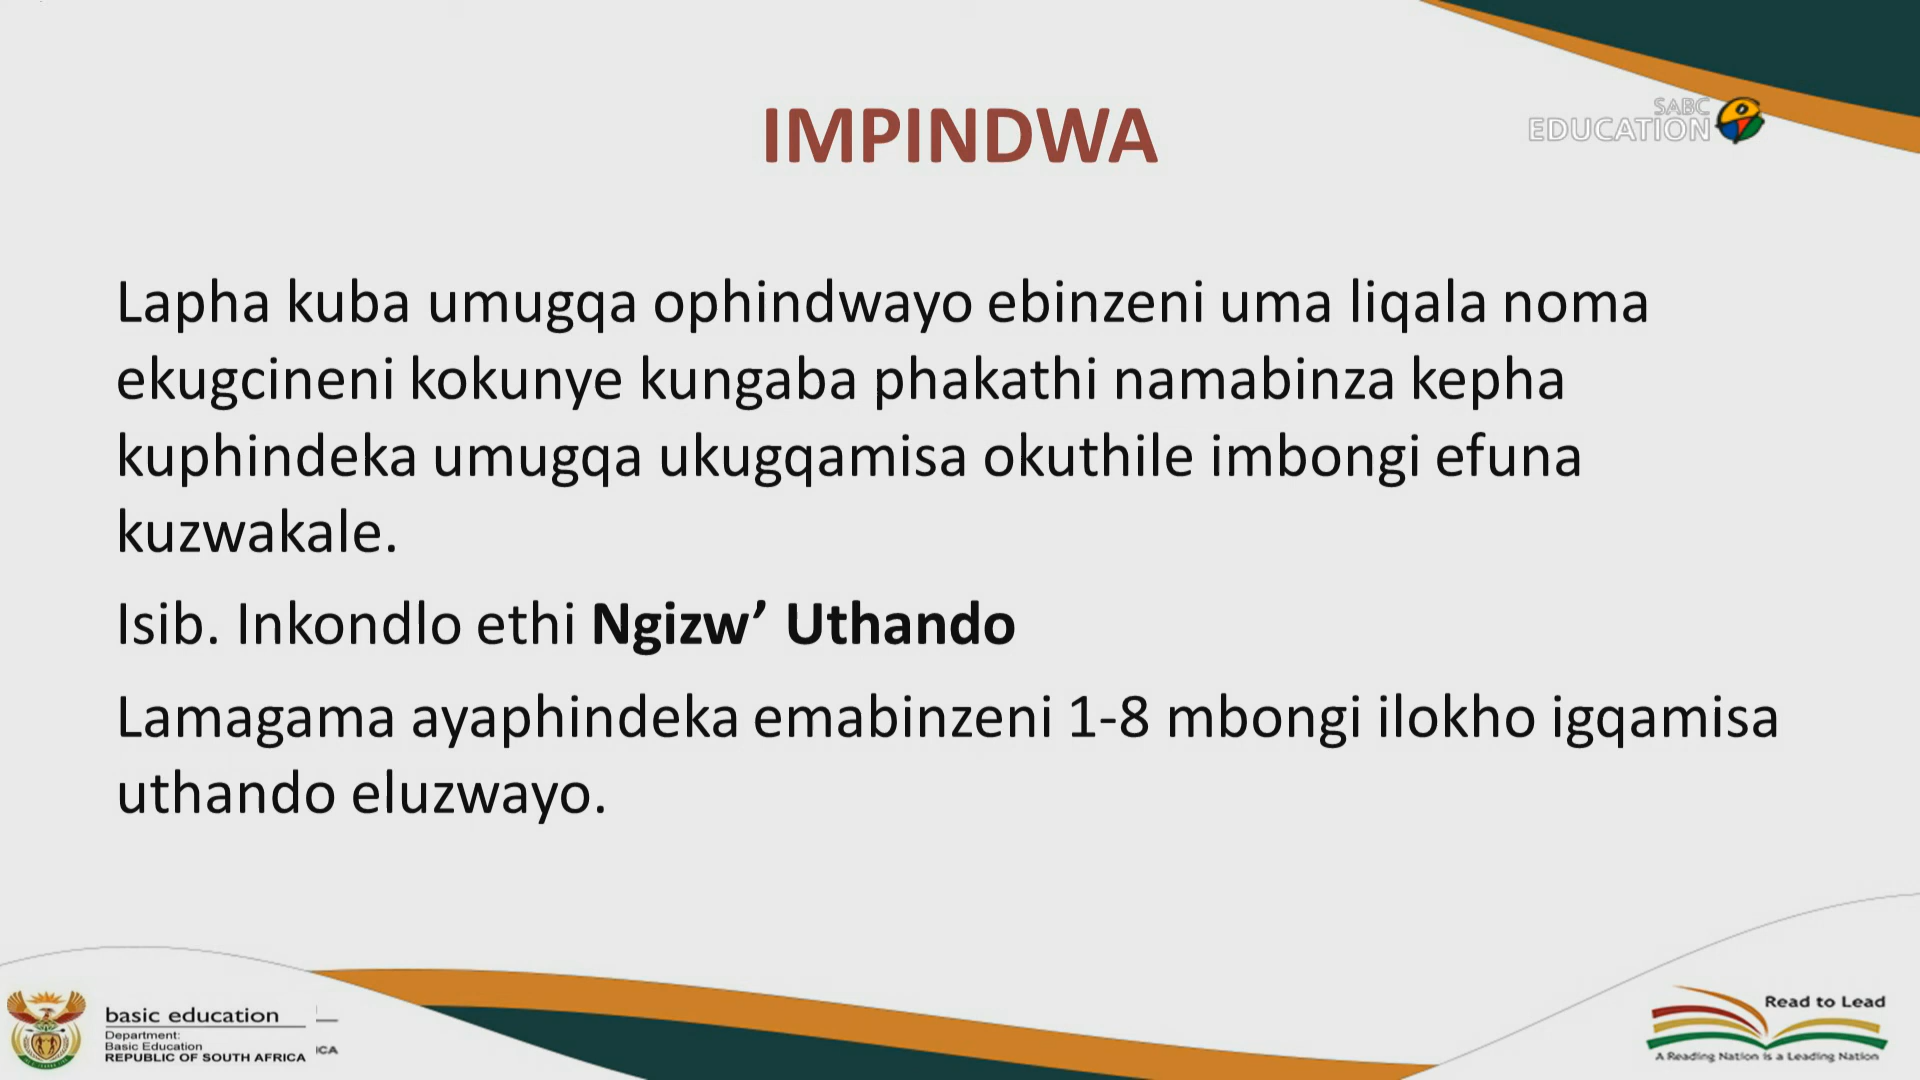 IMPINDWA
SABC
EDUCATION
Lapha kuba umugqa ophindwayo ebinzeni uma liqala noma
ekugcineni kokunye kungaba phakathi namabinza kepha
kuphindeka umugqa ukugqamisa okuthile imbongi efuna
kuzwakale.
Isib. Inkondlo ethi Ngizw’ Uthando
Lamagama ayaphindeka emabinzeni 1-8 mbongi ilokho igqamisa
uthando eluzwayo.
basic education
Department:
Basic Education
REPUBLIC OF SOUTH AFRICA
ICA
Read to Lead
A Reading Nation is a Leading Nation